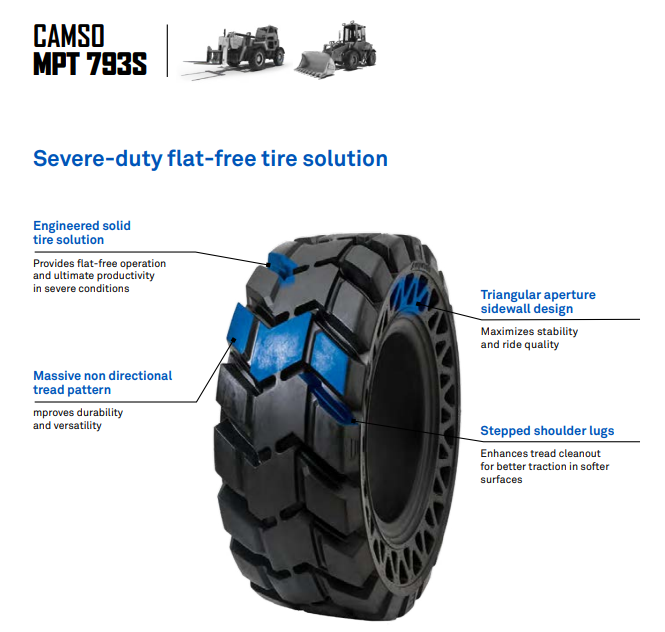 CAMSO
MPT 793S
Severe-duty flat-free tire solution
Engineered solid
tire solution
Provides flat-free operation
and ultimate productivity
in severe conditions
Triangular aperture
sidewall design
Maximizes stability
and ride quality
Massive non directional
tread pattern
mproves durability
and versatility
Stepped shoulder lugs
Enhances tread cleanout
for better traction in softer
surfaces